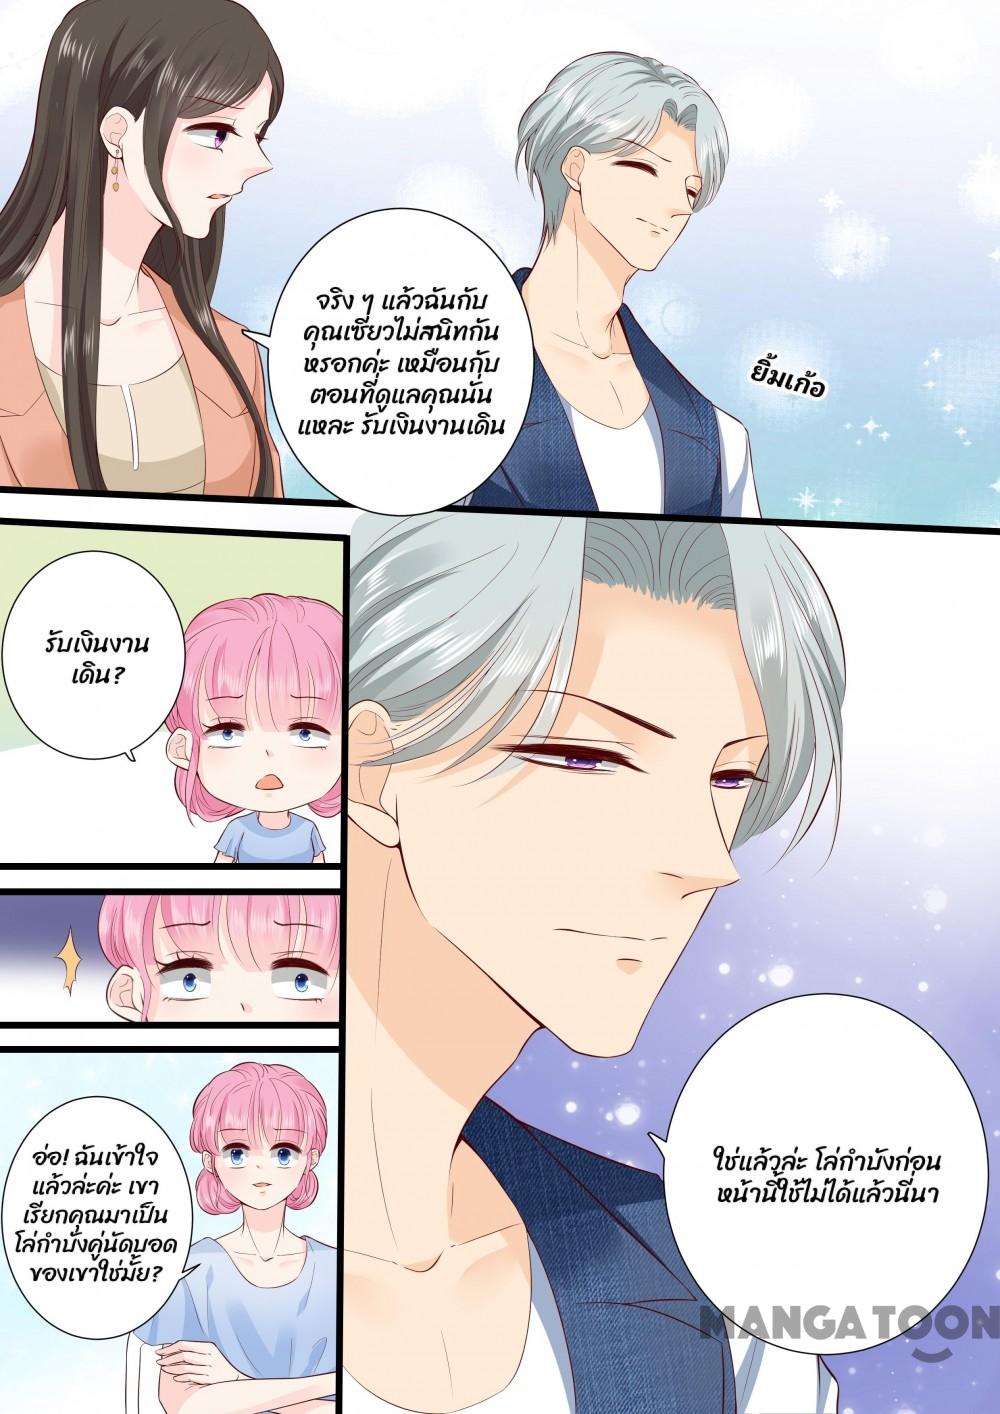 จริง ๆ แล้วฉันกับ
คุณเซี่ยวไม่สนิทกัน
หรอกค่ะ เหมือนกับ
ตอนที่ดูแลคุณนั่น
แหละ รับเงินงานเดิน
ยิ้มเก้อ
รับเงินงาน
เดิน?
อ่อ! ฉันเข้าใจ
แล้วล่ะค่ะ เขา
เรียกคุณมาเป็น
โล่กำบังคู่นัดบอด
ของเขาใช่มั้ย?
ใช่แล้วล่ะ โล่กำบังก่อน
หน้านี้ใช้ไม่ได้แล้วนี่นา
MANGATOON